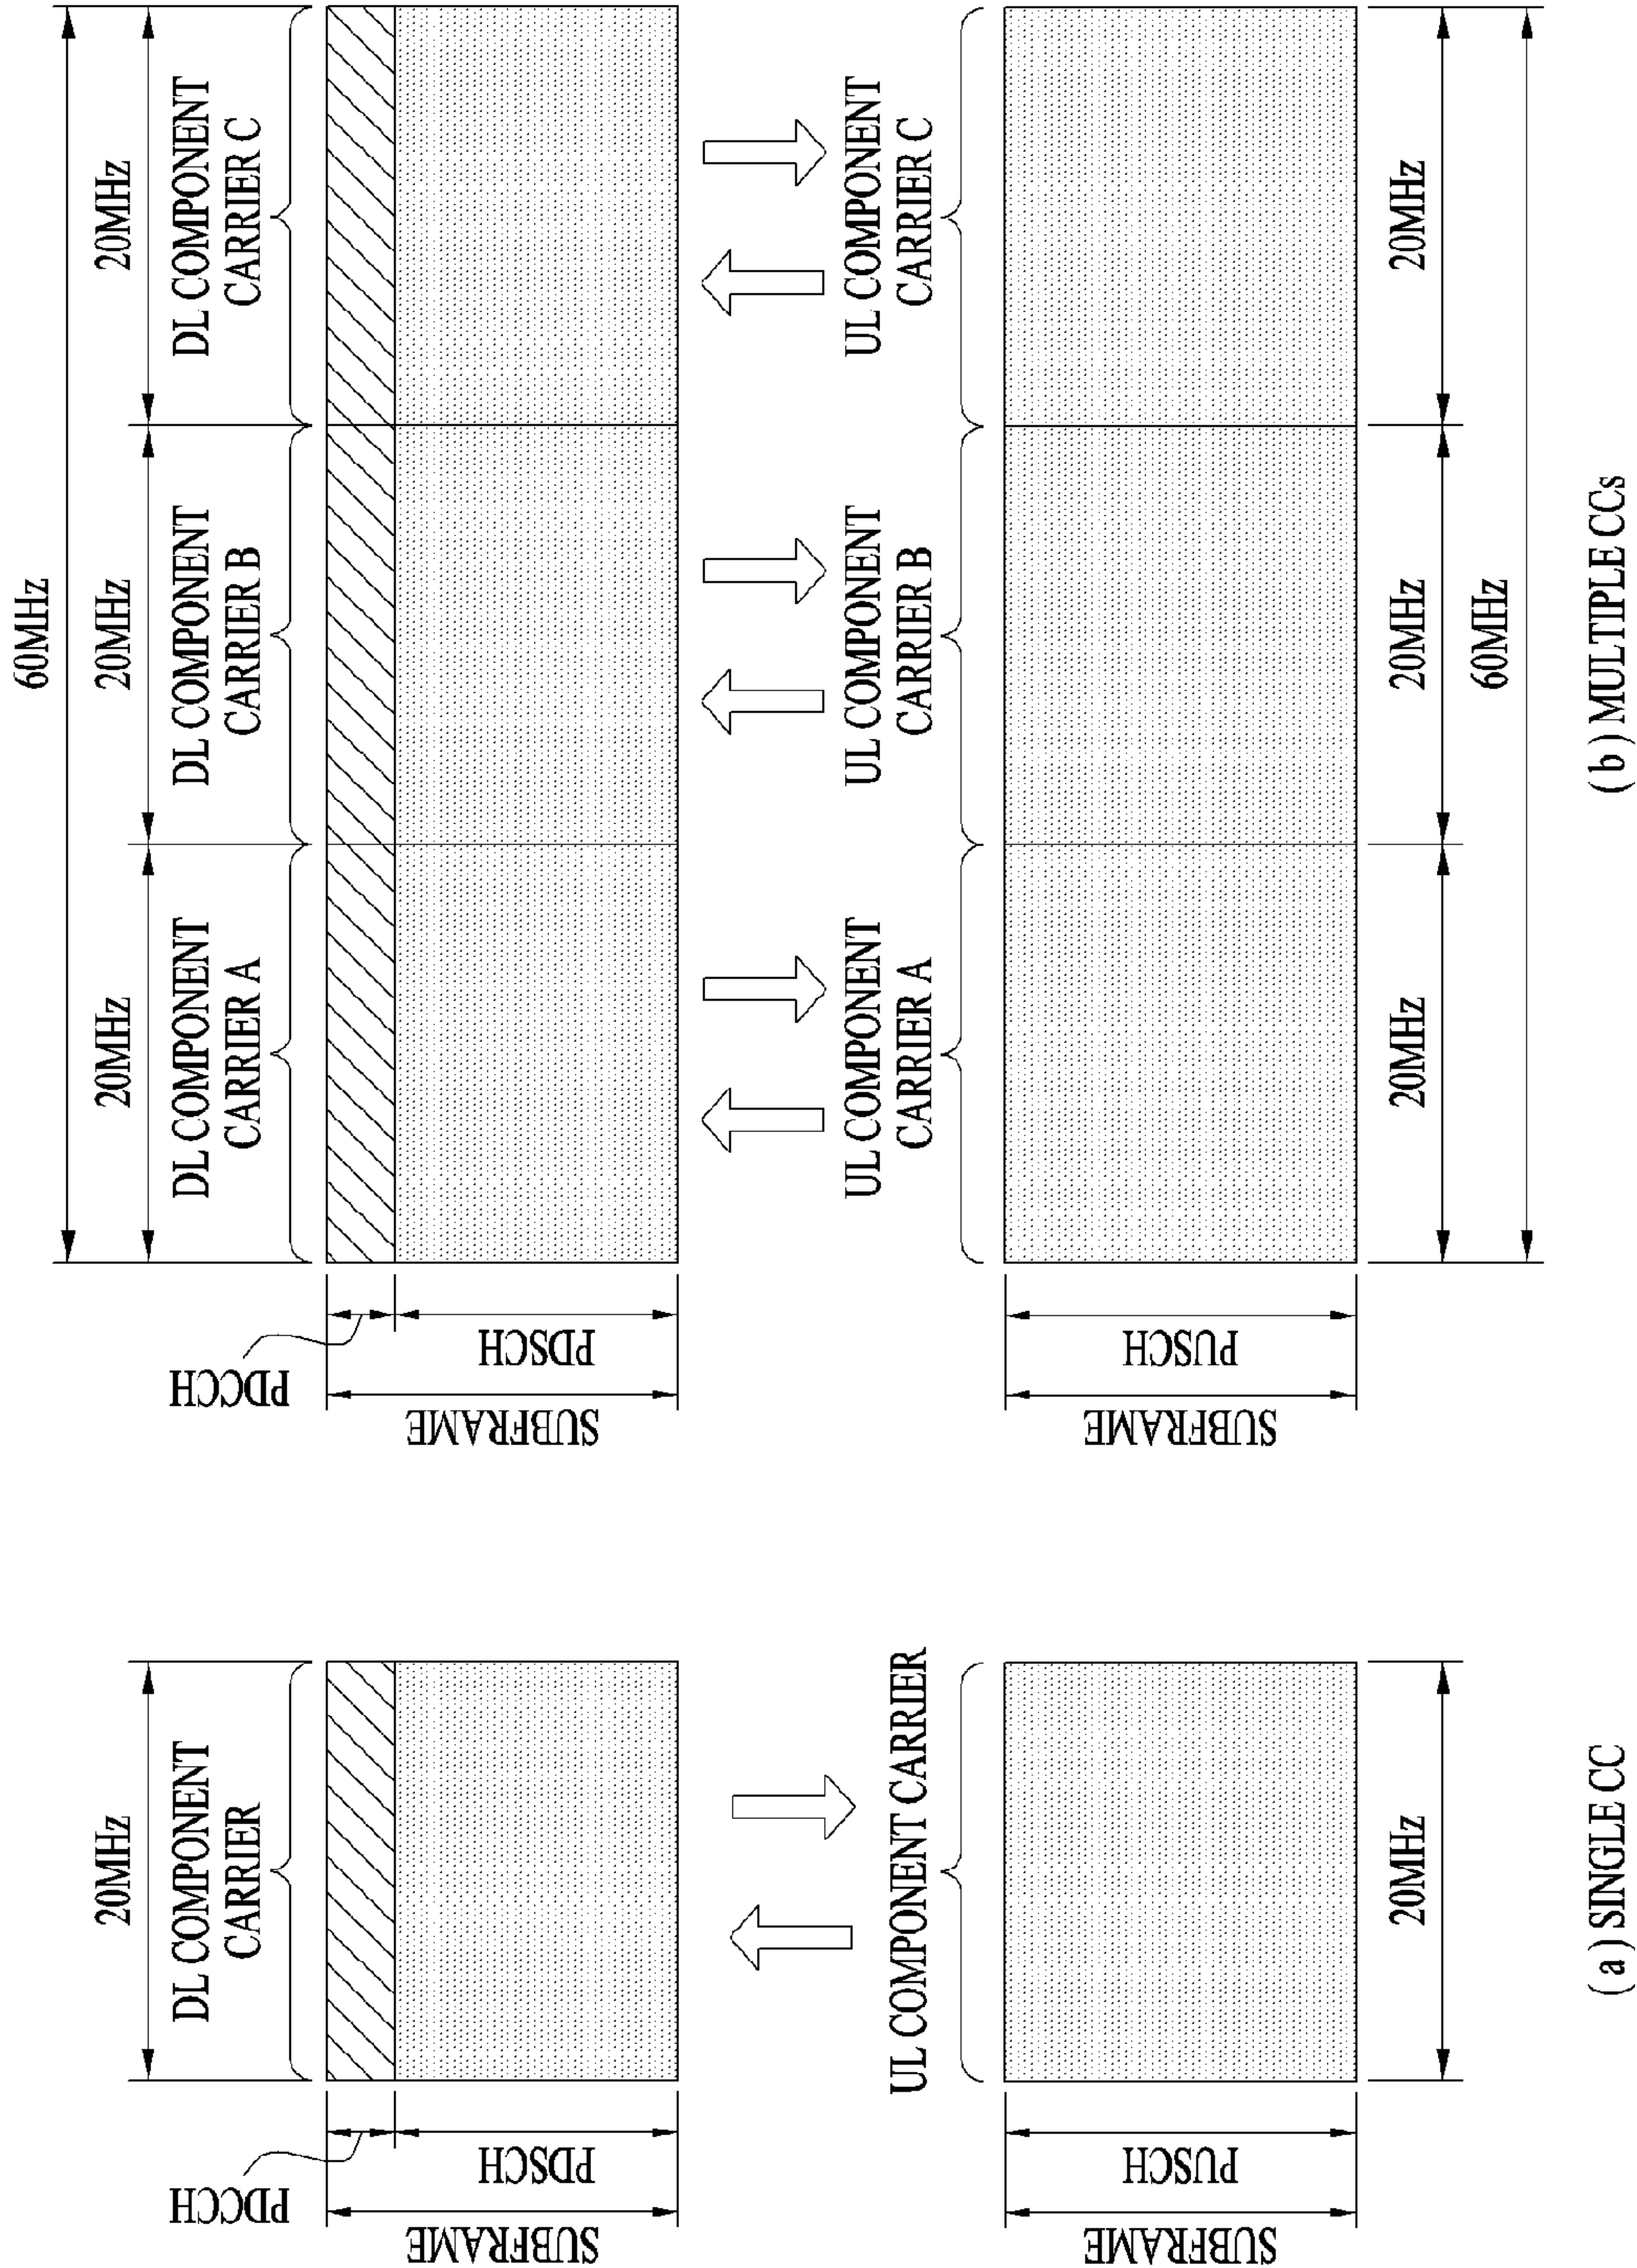 20MHz
DL COMPONENT
CARRIER
PDCCH
PDSCH
SUBFRAME
UL COMPONENT CARRIER
PUSCH
SUBFRAME
20MHz
( a ) SINGLE CC
60MHz
20MHz
20MHz
20MHz
DL COMPONENT
CARRIER A
DL COMPONENT
CARRIER B
DL COMPONENT
CARRIER C
PDCCH
PDSCH
SUBFRAME
UL COMPONENT
CARRIER A
UL COMPONENT
CARRIER B
UL COMPONENT
CARRIER C
PUSCH
SUBFRAME
20MHz
20MHz
20MHz
60MHz
( b ) MULTIPLE CCs